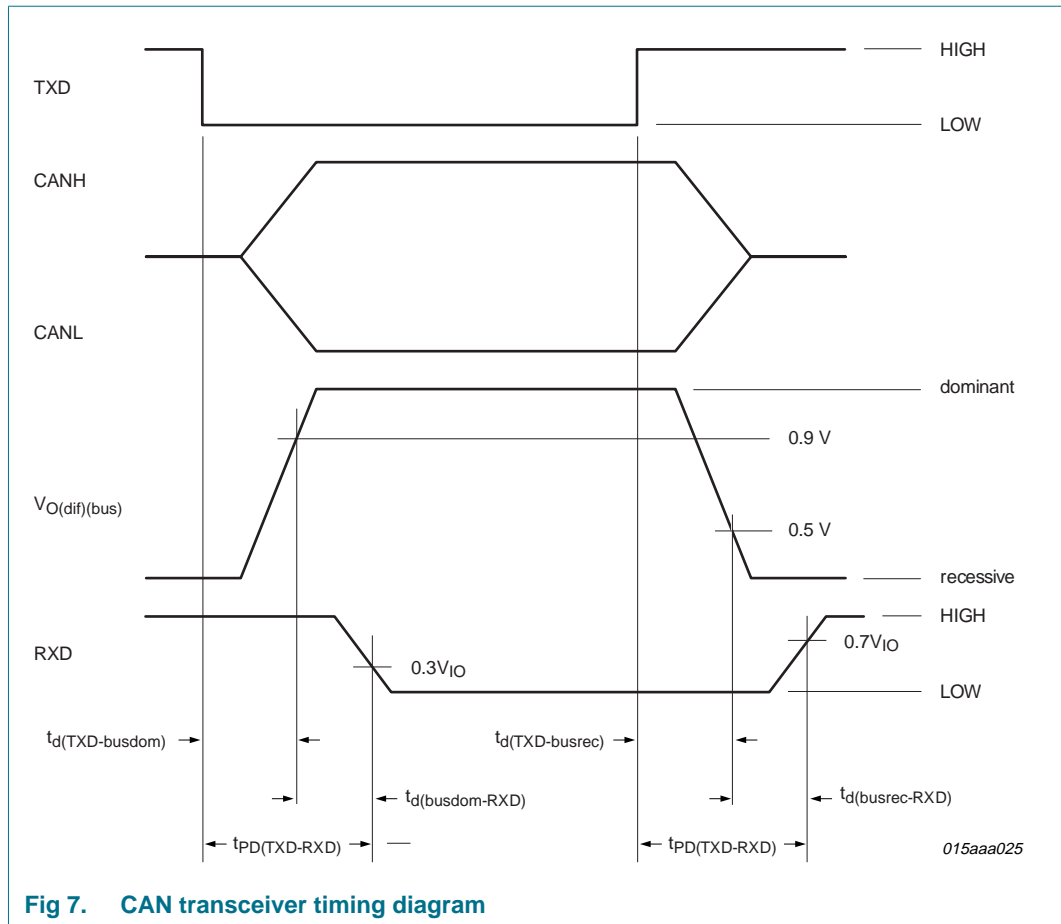 TXD
HIGH
LOW
CANH
CANL
dominant
0.9 V
VO(dif)(bus)
0.5 V
recessive
HIGH
RXD
0.7VIO
0.3VIO
LOW
td(TXD-busdom)
td(TXD-busrec)
td(busdom-RXD)
td(busrec-RXD)
tPD(TXD-RXD)
tPD(TXD-RXD)
015aaa025
Fig 7. CAN transceiver timing diagram